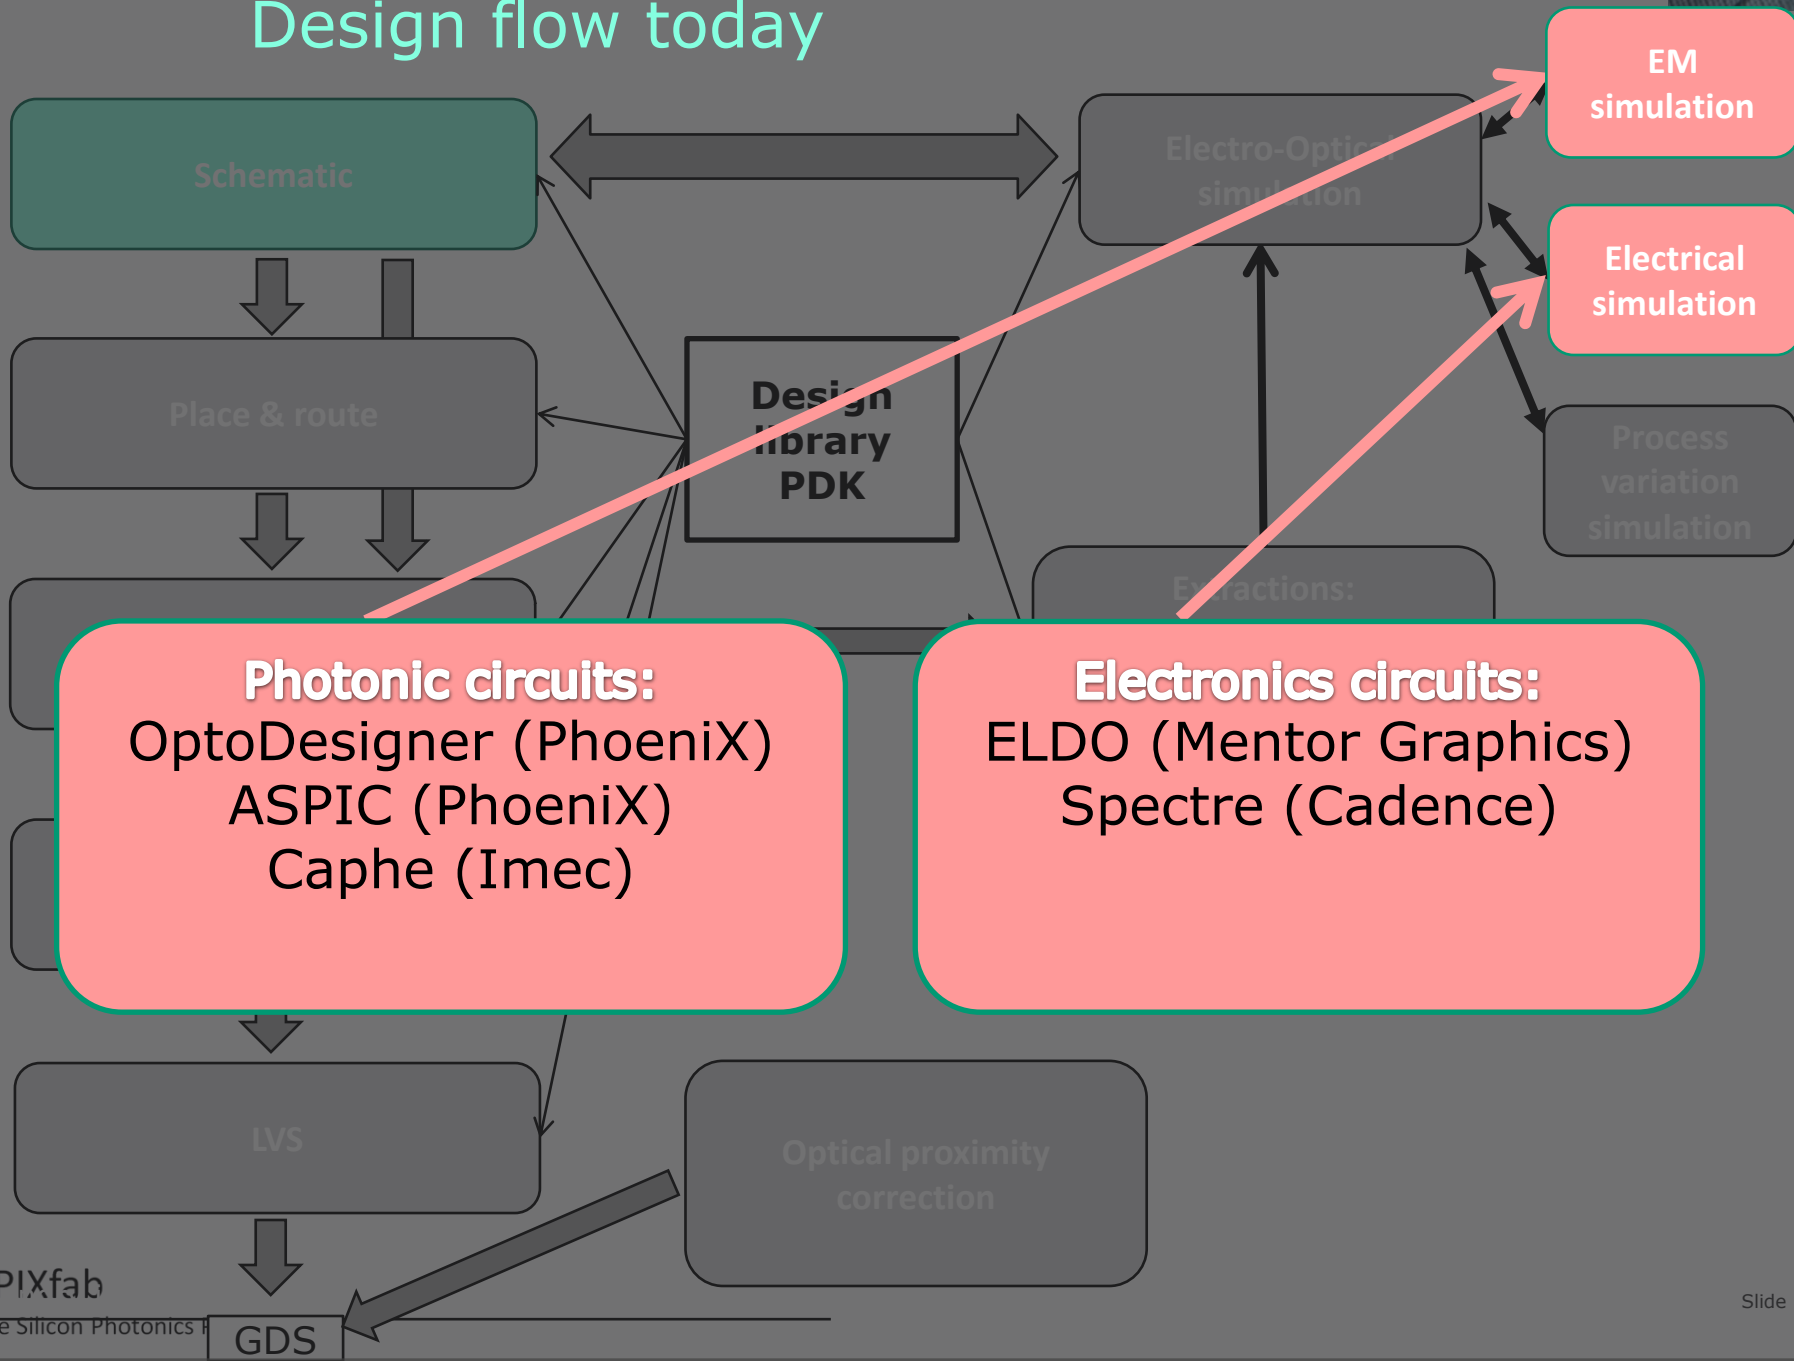 Design flow today
EM
simulation
Schematic
Electro-Optical
simulation
Electrical
simulation
Place & route
Design
library
PDK
Process
variation
simulation
Extractions:
Photonic circuits:
OptoDesigner (PhoeniX)
ASPIC (PhoeniX)
Caphe (Imec)
Electronics circuits:
ELDO (Mentor Graphics)
Spectre (Cadence)
LVS
Optical proximity
correction
PIXfab
e Silicon Photonics
GDS
Slide